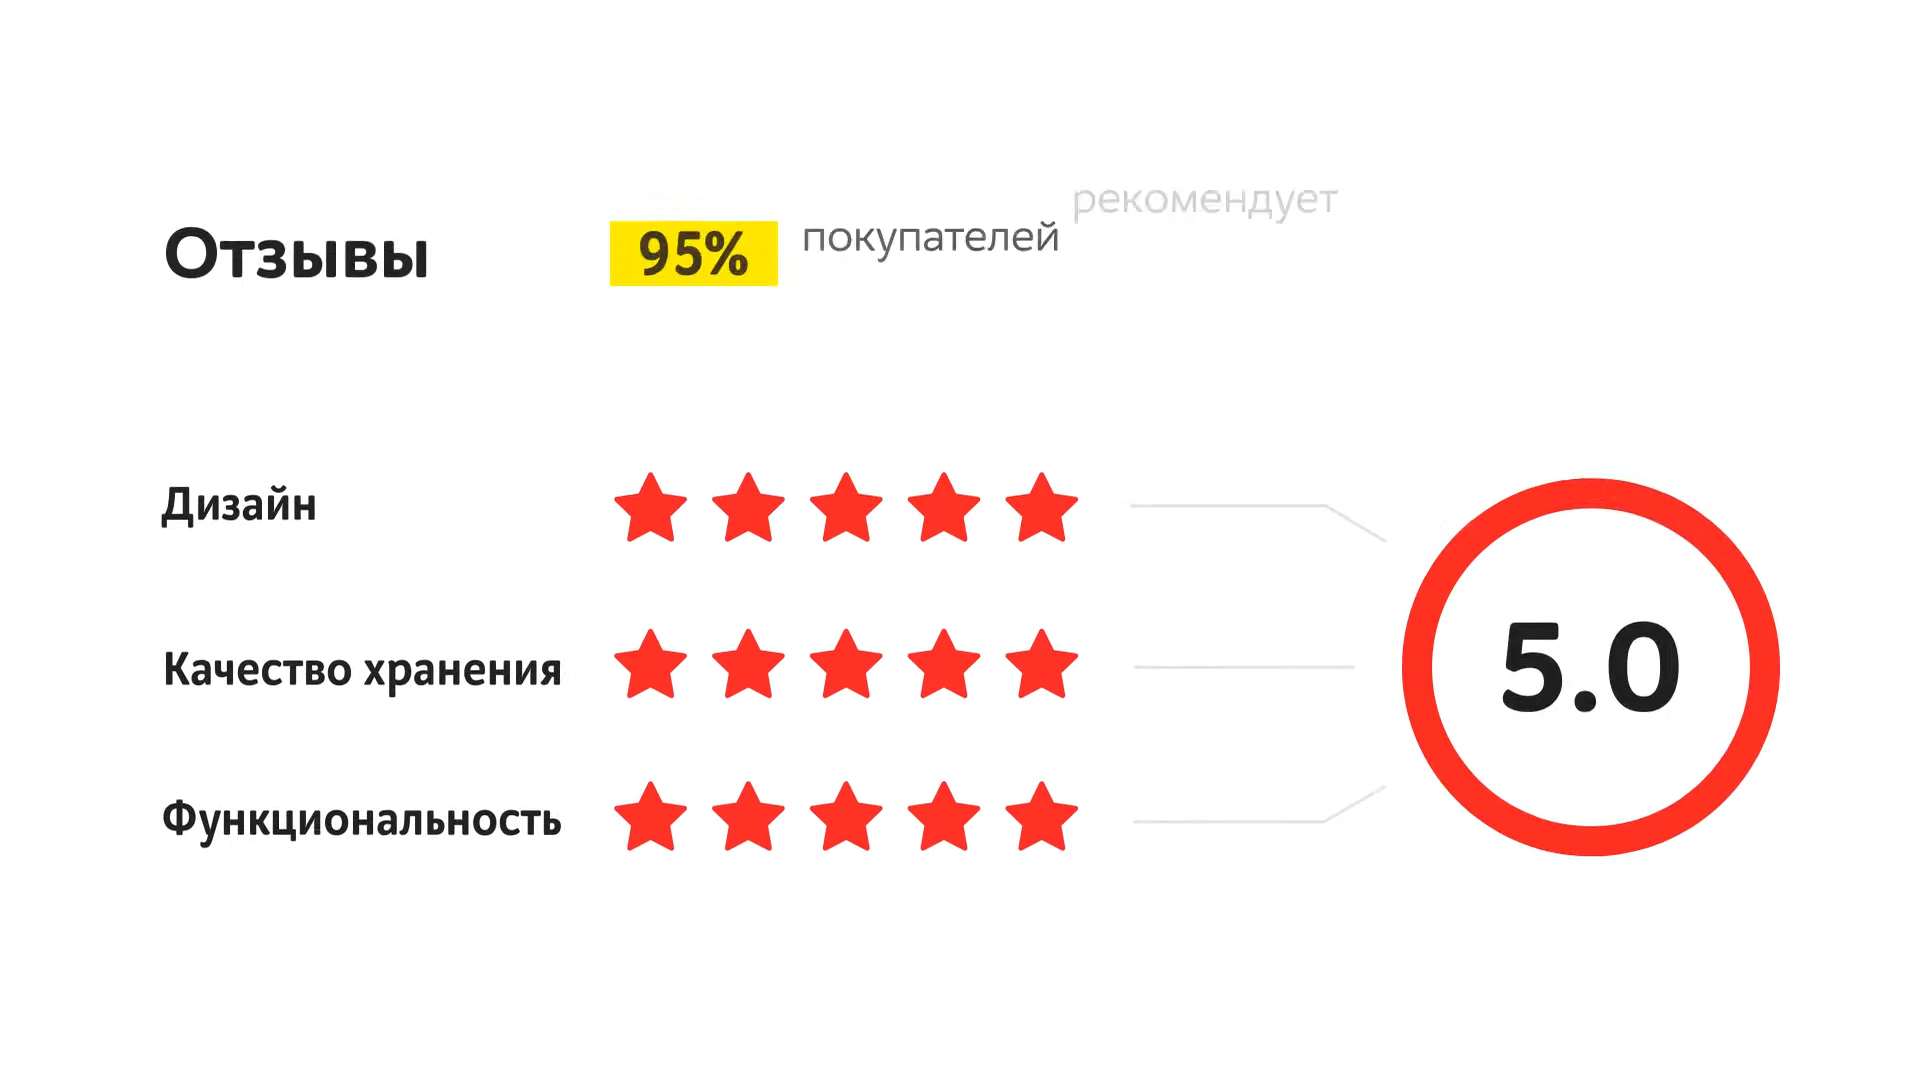 Отзывы
95% покупателей рекомендует
Дизайн
Качество хранения
Функциональность
5.0